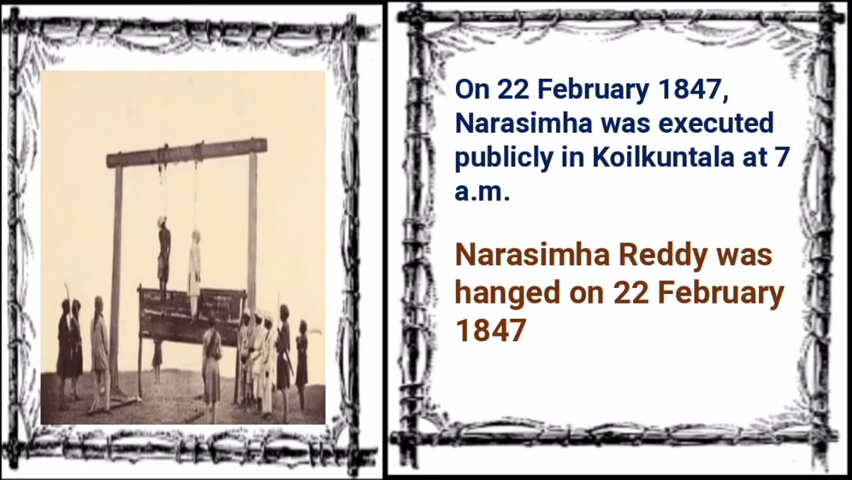 On 22 February 1847,
Narasimha was executed
publicly in Koilkuntala at 7
a.m.
Narasimha Reddy was
hanged on 22 February
1847